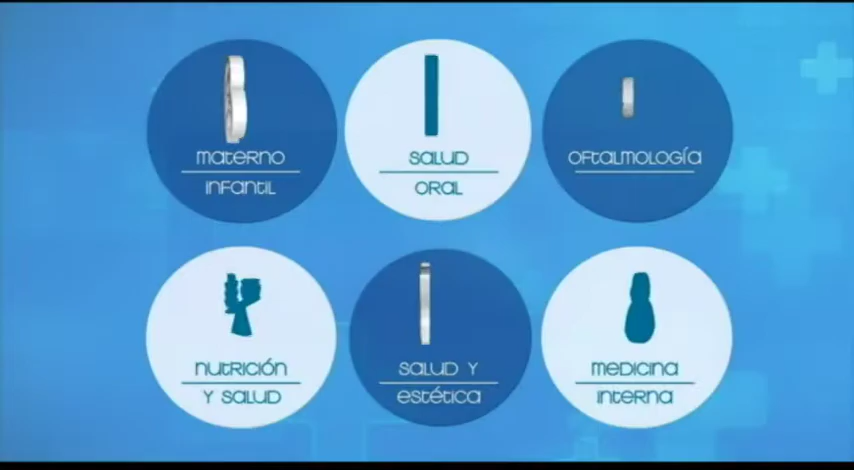 materno
infantil
salud
oral
oftalmología
nutrición
y salud
salud y
estética
medicina
interna